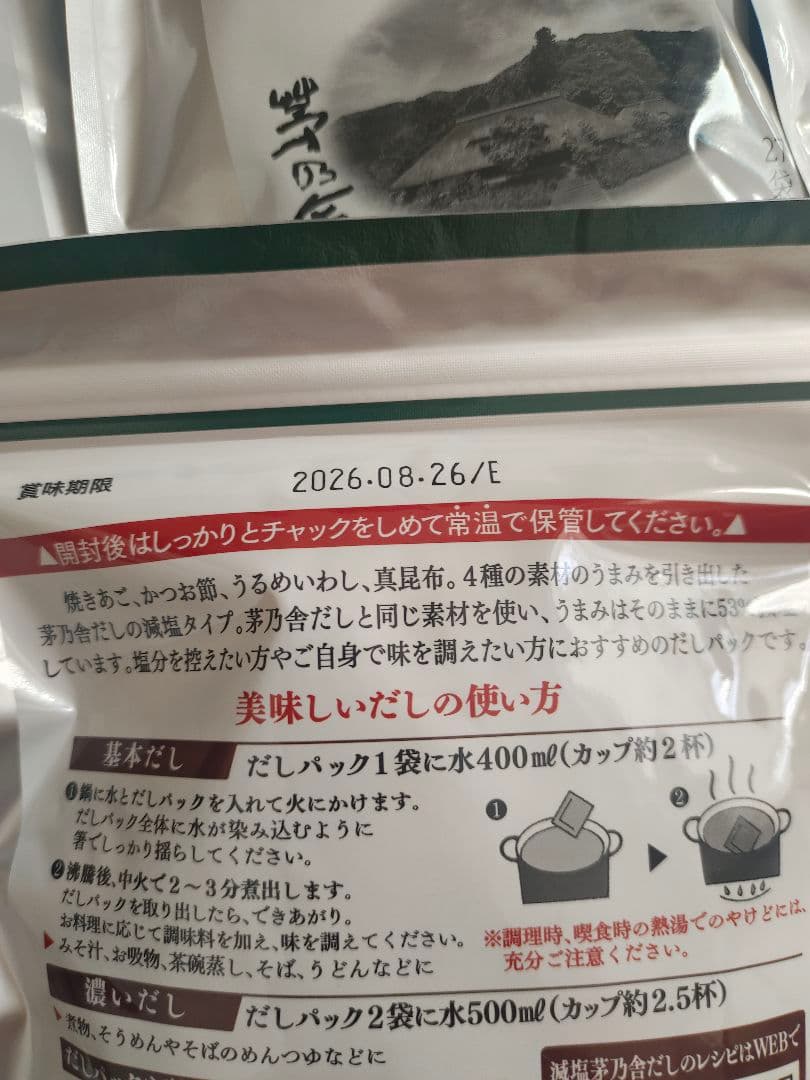 茅乃舎
27袋
賞味期限 2026.08.26/E
▲開封後はしっかりとチャックをしめて常温で保管してください。▲
焼きあご、かつお節、うるめいわし、真昆布。4種の素材のうまみを引き出した
茅乃舎だしの減塩タイプ。茅乃舎だしと同じ素材を使い、うまみはそのままに53%
しています。塩分を控えたい方やご自身で味を調えたい方におすすめのだしパックです。
美味しいだしの使い方
基本だし だしパック1袋に水400㎖(カップ約2杯)
❶鍋に水とだしパックを入れて火にかけます。
だしパック全体に水が染み込むように
箸でしっかり揺らしてください。
❷沸騰後、中火で2~3分煮出します。
だしパックを取り出したら、できあがり。
お料理に応じて調味料を加え、味を調えてください。
▶みそ汁、お吸物、茶碗蒸し、そば、うどんなどに
❶ ▶ ❷
※調理時、喫食時の熱湯でのやけどには、
充分ご注意ください。
濃いだし だしパック2袋に水500㎖(カップ約2.5杯)
▶煮物、そうめんやそばのめんつゆなどに
だしパック
減塩茅乃舎だしのレシピはWEBで